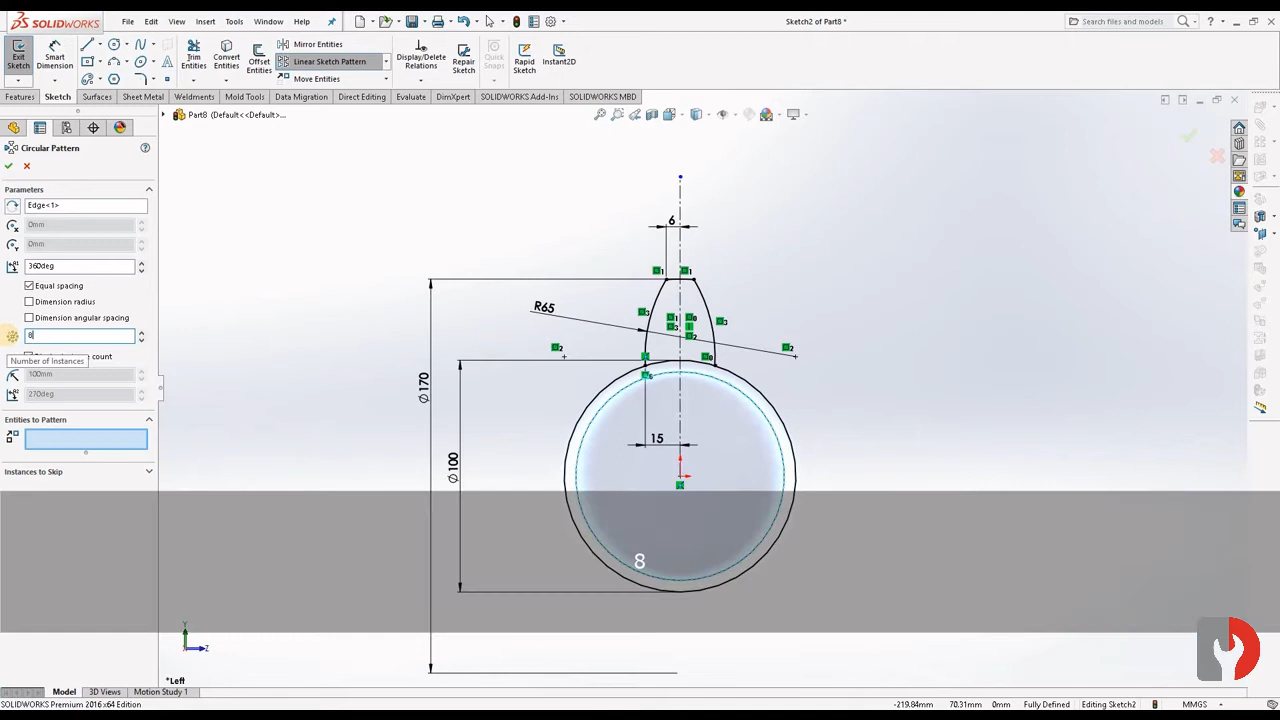 SOLIDWORKS
File Edit View Insert Tools Window Help
Sketch2 of Part8 *
Search files and models
Exit Sketch
Smart Dimension
Trim Entities
Convert Entities
Offset Entities
Mirror Entities
Linear Sketch Pattern
Move Entities
Display/Delete Relations
Repair Sketch
Quick Snaps
Rapid Sketch
Instant2D
Features Sketch Surfaces Sheet Metal Weldments Mold Tools Data Migration Direct Editing Evaluate DimXpert SOLIDWORKS Add-Ins SOLIDWORKS MBD
Part8 (Default<<Default>...
Circular Pattern
Parameters
Edge<1>
0mm
0mm
360deg
Equal spacing
Dimension radius
Dimension angular spacing
8
Number of Instances
count
100mm
270deg
Entities to Pattern
Instances to Skip
6
R65
Ø170
Ø100
15
8
Y
Z
*Left
Model 3D Views Motion Study 1
SOLIDWORKS Premium 2016 x64 Edition
-219.84mm 70.31mm 0mm Fully Defined Editing Sketch2 MMGS